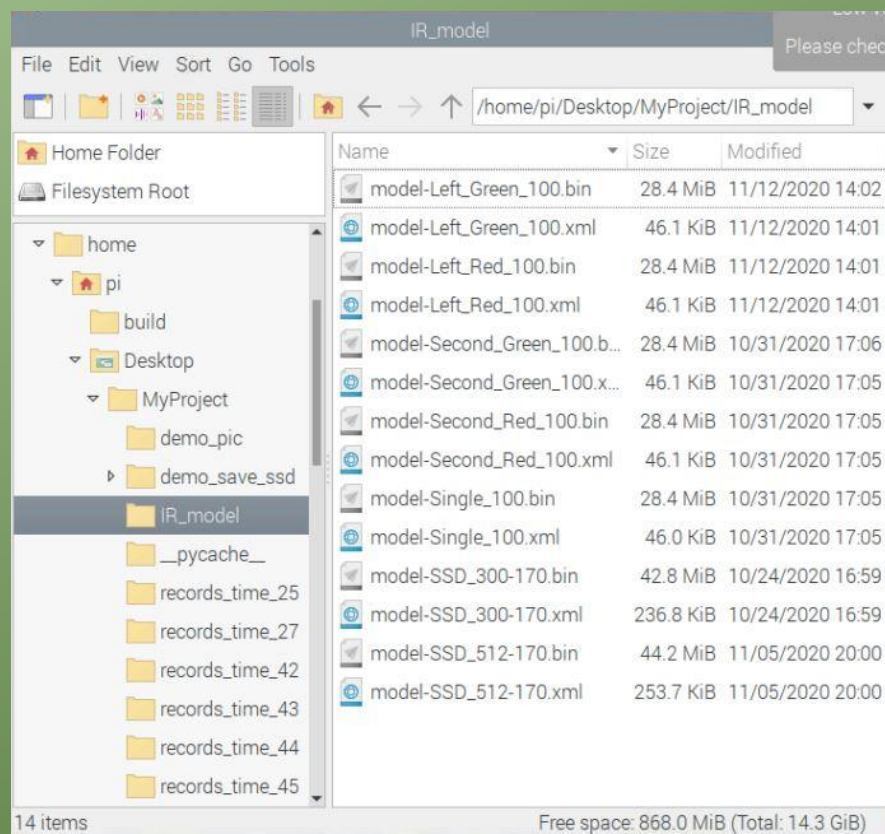 IR_model
Please chec
File Edit View Sort Go Tools
/home/pi/Desktop/MyProject/IR_model
Home Folder
Filesystem Root
home
pi
build
Desktop
MyProject
demo_pic
demo_save_ssd
IR_model
__pycache__
records_time_25
records_time_27
records_time_42
records_time_43
records_time_44
records_time_45
Name Size Modified
model-Left_Green_100.bin 28.4 MiB 11/12/2020 14:02
model-Left_Green_100.xml 46.1 KiB 11/12/2020 14:01
model-Left_Red_100.bin 28.4 MiB 11/12/2020 14:01
model-Left_Red_100.xml 46.1 KiB 11/12/2020 14:01
model-Second_Green_100.b... 28.4 MiB 10/31/2020 17:06
model-Second_Green_100.x... 46.1 KiB 10/31/2020 17:05
model-Second_Red_100.bin 28.4 MiB 10/31/2020 17:05
model-Second_Red_100.xml 46.1 KiB 10/31/2020 17:05
model-Single_100.bin 28.4 MiB 10/31/2020 17:05
model-Single_100.xml 46.0 KiB 10/31/2020 17:05
model-SSD_300-170.bin 42.8 MiB 10/24/2020 16:59
model-SSD_300-170.xml 236.8 KiB 10/24/2020 16:59
model-SSD_512-170.bin 44.2 MiB 11/05/2020 20:00
model-SSD_512-170.xml 253.7 KiB 11/05/2020 20:00
14 items Free space: 868.0 MiB (Total: 14.3 GiB)